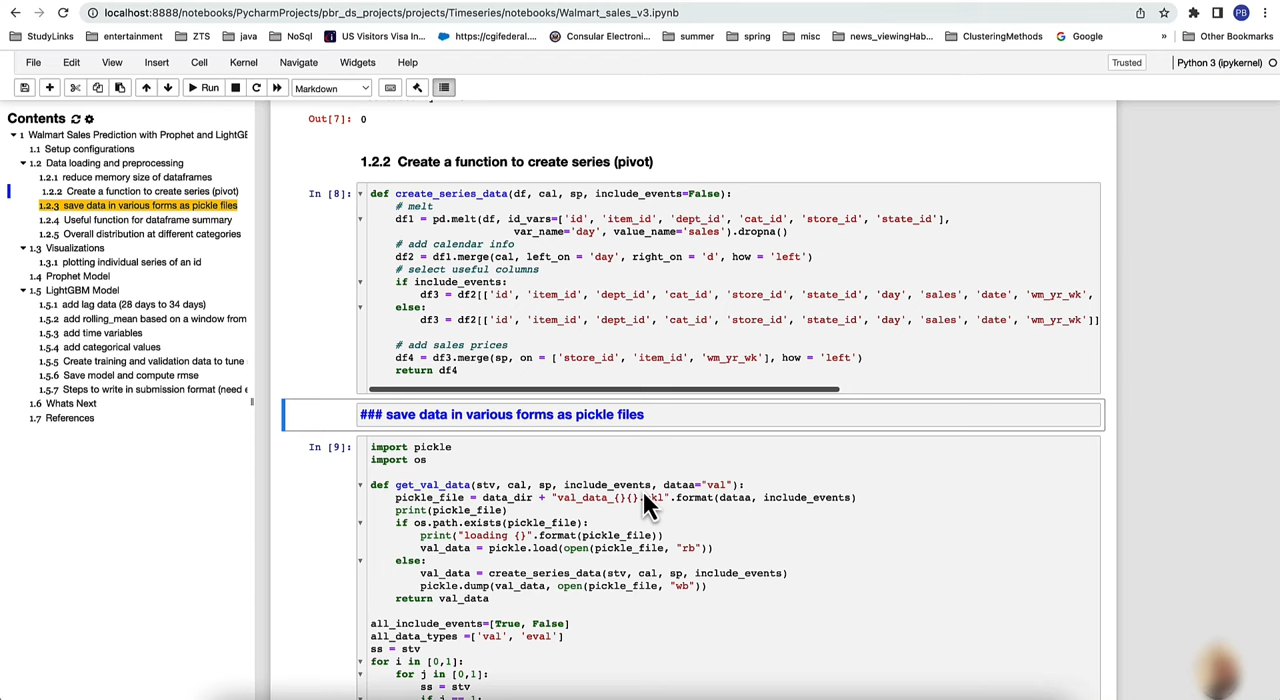 localhost:8888/notebooks/PycharmProjects/pbr_ds_projects/projects/Timeseries/notebooks/Walmart_sales_v3.ipynb
PB
StudyLinks entertainment ZTS java NoSql US Visitors Visa In... https://cgifederal.... Consular Electroni... summer spring misc news_viewingHab... ClusteringMethods Google » Other Bookmarks
File Edit View Insert Cell Kernel Navigate Widgets Help Trusted Python 3 (ipykernel)
Run Markdown
Contents
1 Walmart Sales Prediction with Prophet and LightGB
1.1 Setup configurations
1.2 Data loading and preprocessing
1.2.1 reduce memory size of dataframes
1.2.2 Create a function to create series (pivot)
1.2.3 save data in various forms as pickle files
1.2.4 Useful function for dataframe summary
1.2.5 Overall distribution at different categories
1.3 Visualizations
1.3.1 plotting individual series of an id
1.4 Prophet Model
1.5 LightGBM Model
1.5.1 add lag data (28 days to 34 days)
1.5.2 add rolling_mean based on a window from
1.5.3 add time variables
1.5.4 add categorical values
1.5.5 Create training and validation data to tune
1.5.6 Save model and compute rmse
1.5.7 Steps to write in submission format (need
1.6 Whats Next
1.7 References
Out[7]: 0
1.2.2 Create a function to create series (pivot)
In [8]: def create_series_data(df, cal, sp, include_events=False):
# melt
df1 = pd.melt(df, id_vars=['id', 'item_id', 'dept_id', 'cat_id', 'store_id', 'state_id'],
var_name='day', value_name='sales').dropna()
# add calendar info
df2 = df1.merge(cal, left_on = 'day', right_on = 'd', how = 'left')
# select useful columns
if include_events:
df3 = df2[['id', 'item_id', 'dept_id', 'cat_id', 'store_id', 'state_id', 'day', 'sales', 'date', 'wm_yr_wk',
else:
df3 = df2[['id', 'item_id', 'dept_id', 'cat_id', 'store_id', 'state_id', 'day', 'sales', 'date', 'wm_yr_wk']]
# add sales prices
df4 = df3.merge(sp, on = ['store_id', 'item_id', 'wm_yr_wk'], how = 'left')
return df4
### save data in various forms as pickle files
In [9]: import pickle
import os
def get_val_data(stv, cal, sp, include_events, dataa="val"):
pickle_file = data_dir + "val_data_{}{}.pkl".format(dataa, include_events)
print(pickle_file)
if os.path.exists(pickle_file):
print("loading {}".format(pickle_file))
val_data = pickle.load(open(pickle_file, "rb"))
else:
val_data = create_series_data(stv, cal, sp, include_events)
pickle.dump(val_data, open(pickle_file, "wb"))
return val_data
all_include_events=[True, False]
all_data_types =['val', 'eval']
ss = stv
for i in [0,1]:
for j in [0,1]:
ss = stv